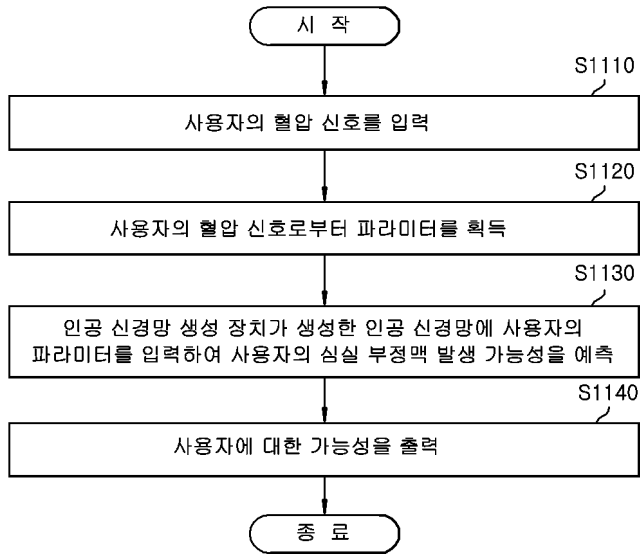 시 작
S1110
사용자의 혈압 신호를 입력
S1120
사용자의 혈압 신호로부터 파라미터를 획득
S1130
인공 신경망 생성 장치가 생성한 인공 신경망에 사용자의
파라미터를 입력하여 사용자의 심실 부정맥 발생 가능성을 예측
S1140
사용자에 대한 가능성을 출력
종 료